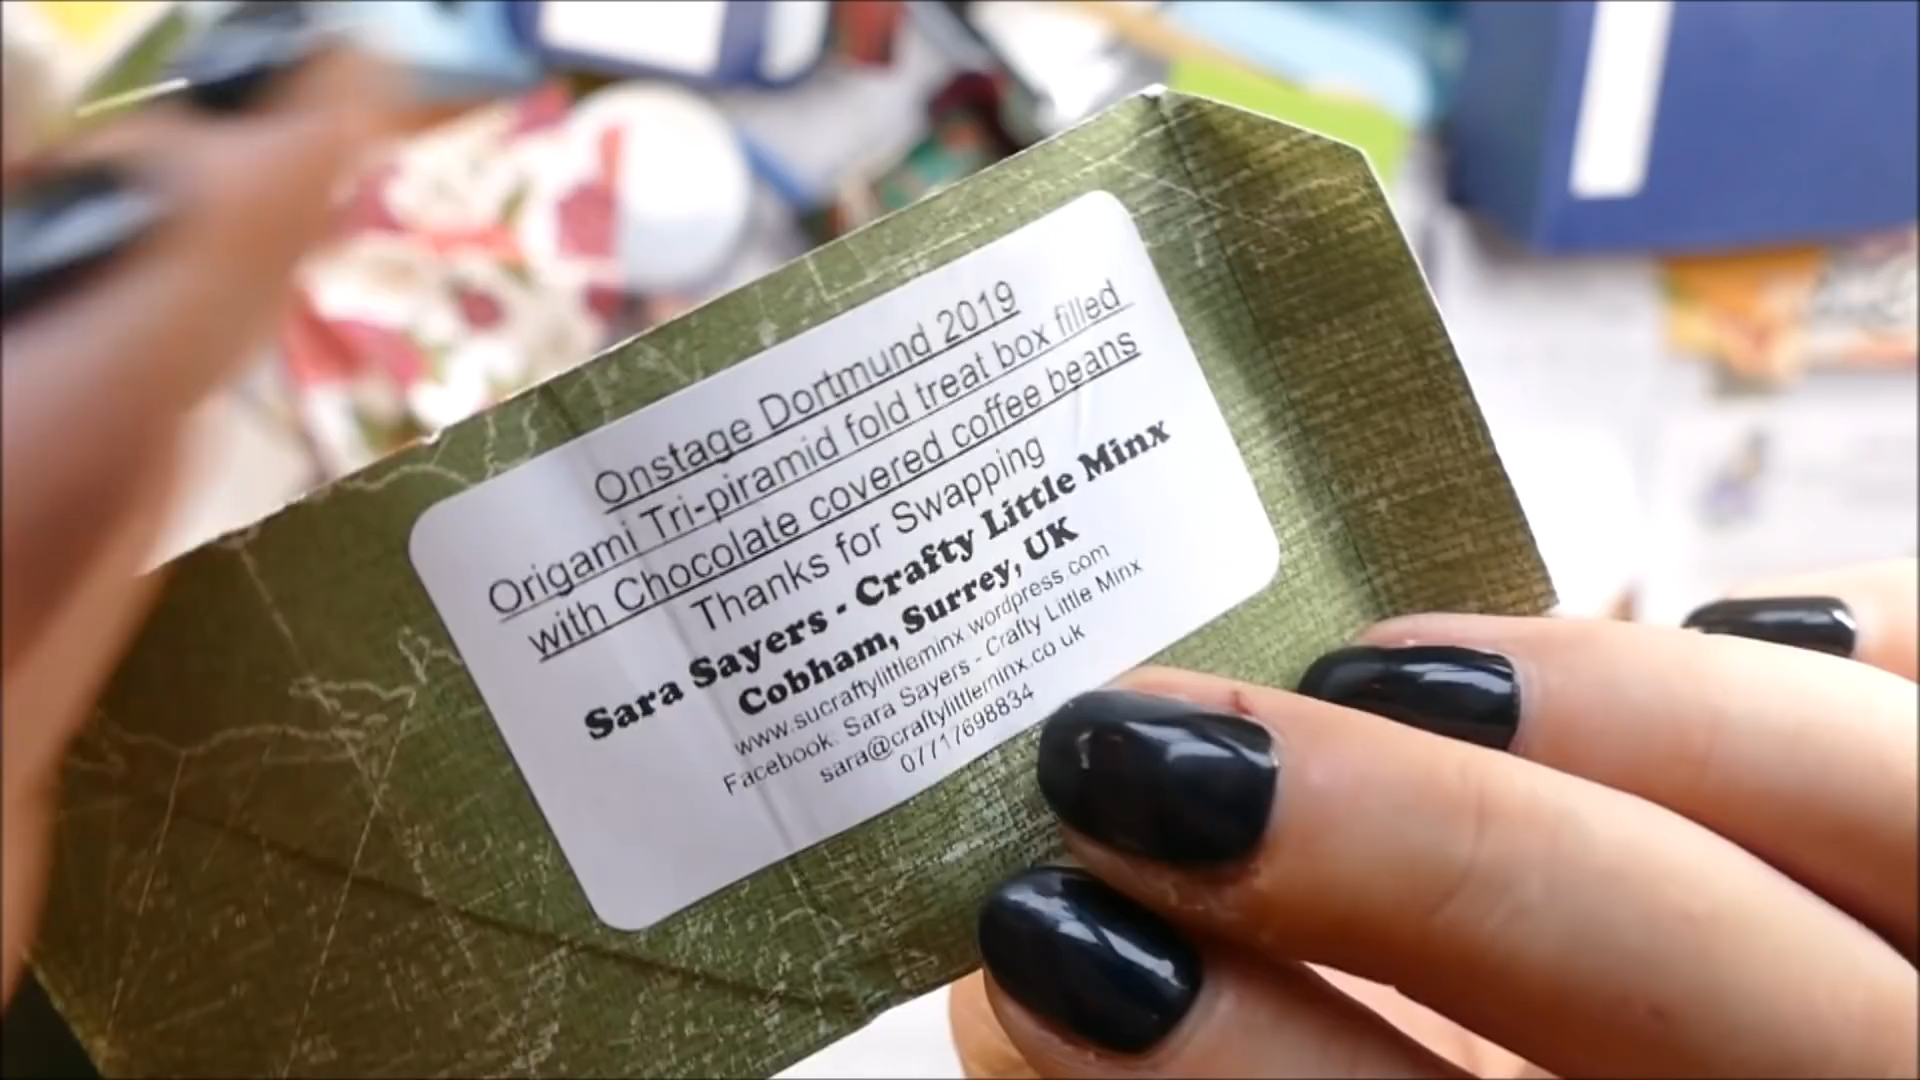 Onstage Dortmund 2019
Origami Tri-piramid fold treat box filled
with Chocolate covered coffee beans
Thanks for Swapping
Sara Sayers - Crafty Little Minx
Cobham, Surrey, UK
www.sucraftylittleminx.wordpress.com
Facebook: Sara Sayers - Crafty Little Minx
sara@craftylittleminx.co.uk
07717698834